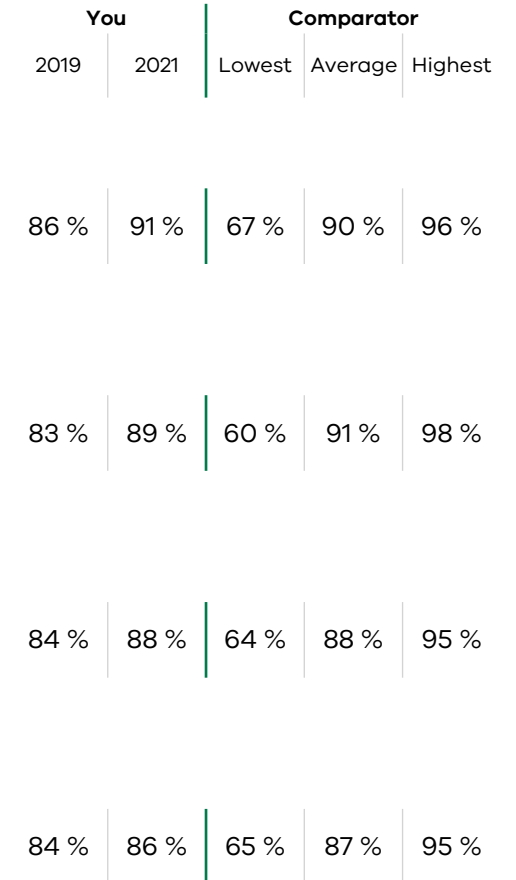 You Comparator
2019 2021 Lowest Average Highest
86 % 91 % 67 % 90 % 96 %
83 % 89 % 60 % 91 % 98 %
84 % 88 % 64 % 88 % 95 %
84 % 86 % 65 % 87 % 95 %